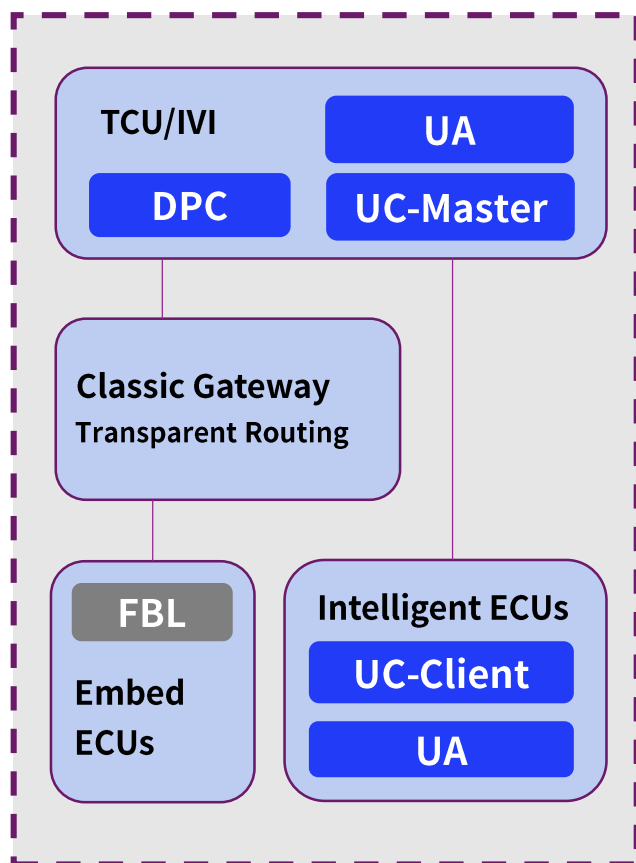 TCU/IVI
UA
DPC
UC-Master
Classic Gateway
Transparent Routing
FBL
Embed
ECUs
Intelligent ECUs
UC-Client
UA